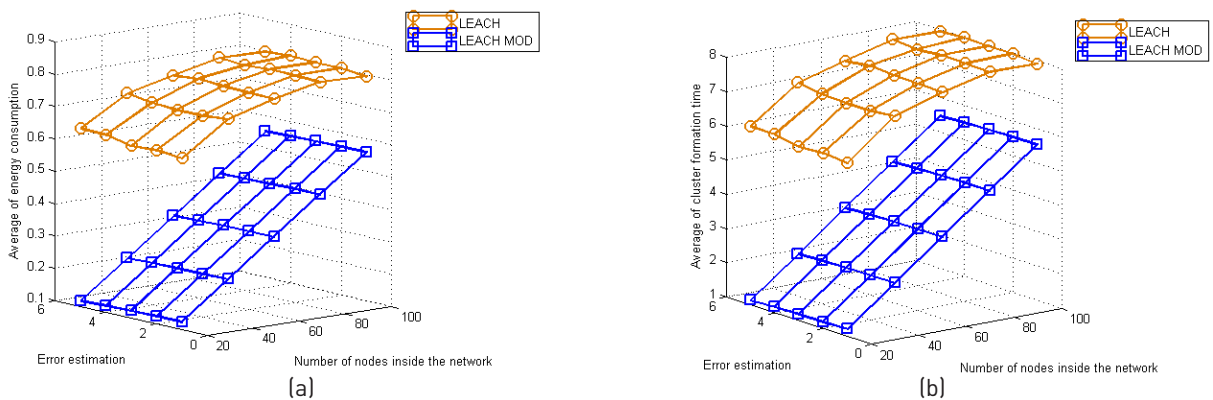 LEACH
LEACH MOD
0.9
0.8
0.7
0.6
0.5
0.4
0.3
0.2
0.1
Average of energy consumption
6
4
2
0
Error estimation
20
40
60
80
100
Number of nodes inside the network
(a)
LEACH
LEACH MOD
8
7
6
5
4
3
2
1
Average of cluster formation time
6
4
2
0
Error estimation
20
40
60
80
100
Number of nodes inside the network
(b)